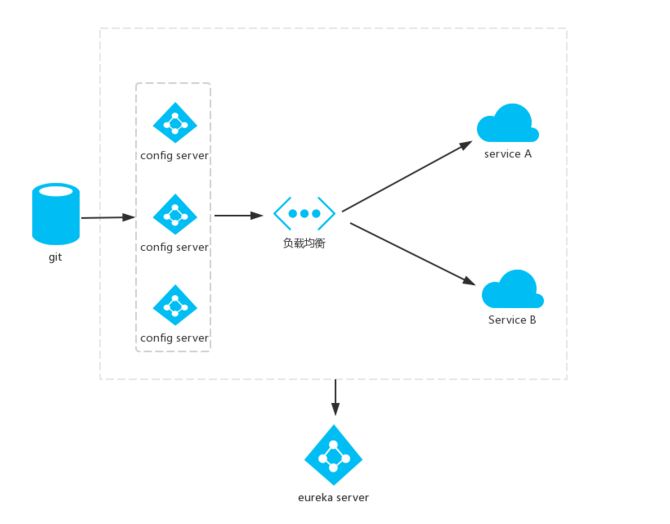 config server
service A
config server
git
负载均衡
config server
Service B
eureka server